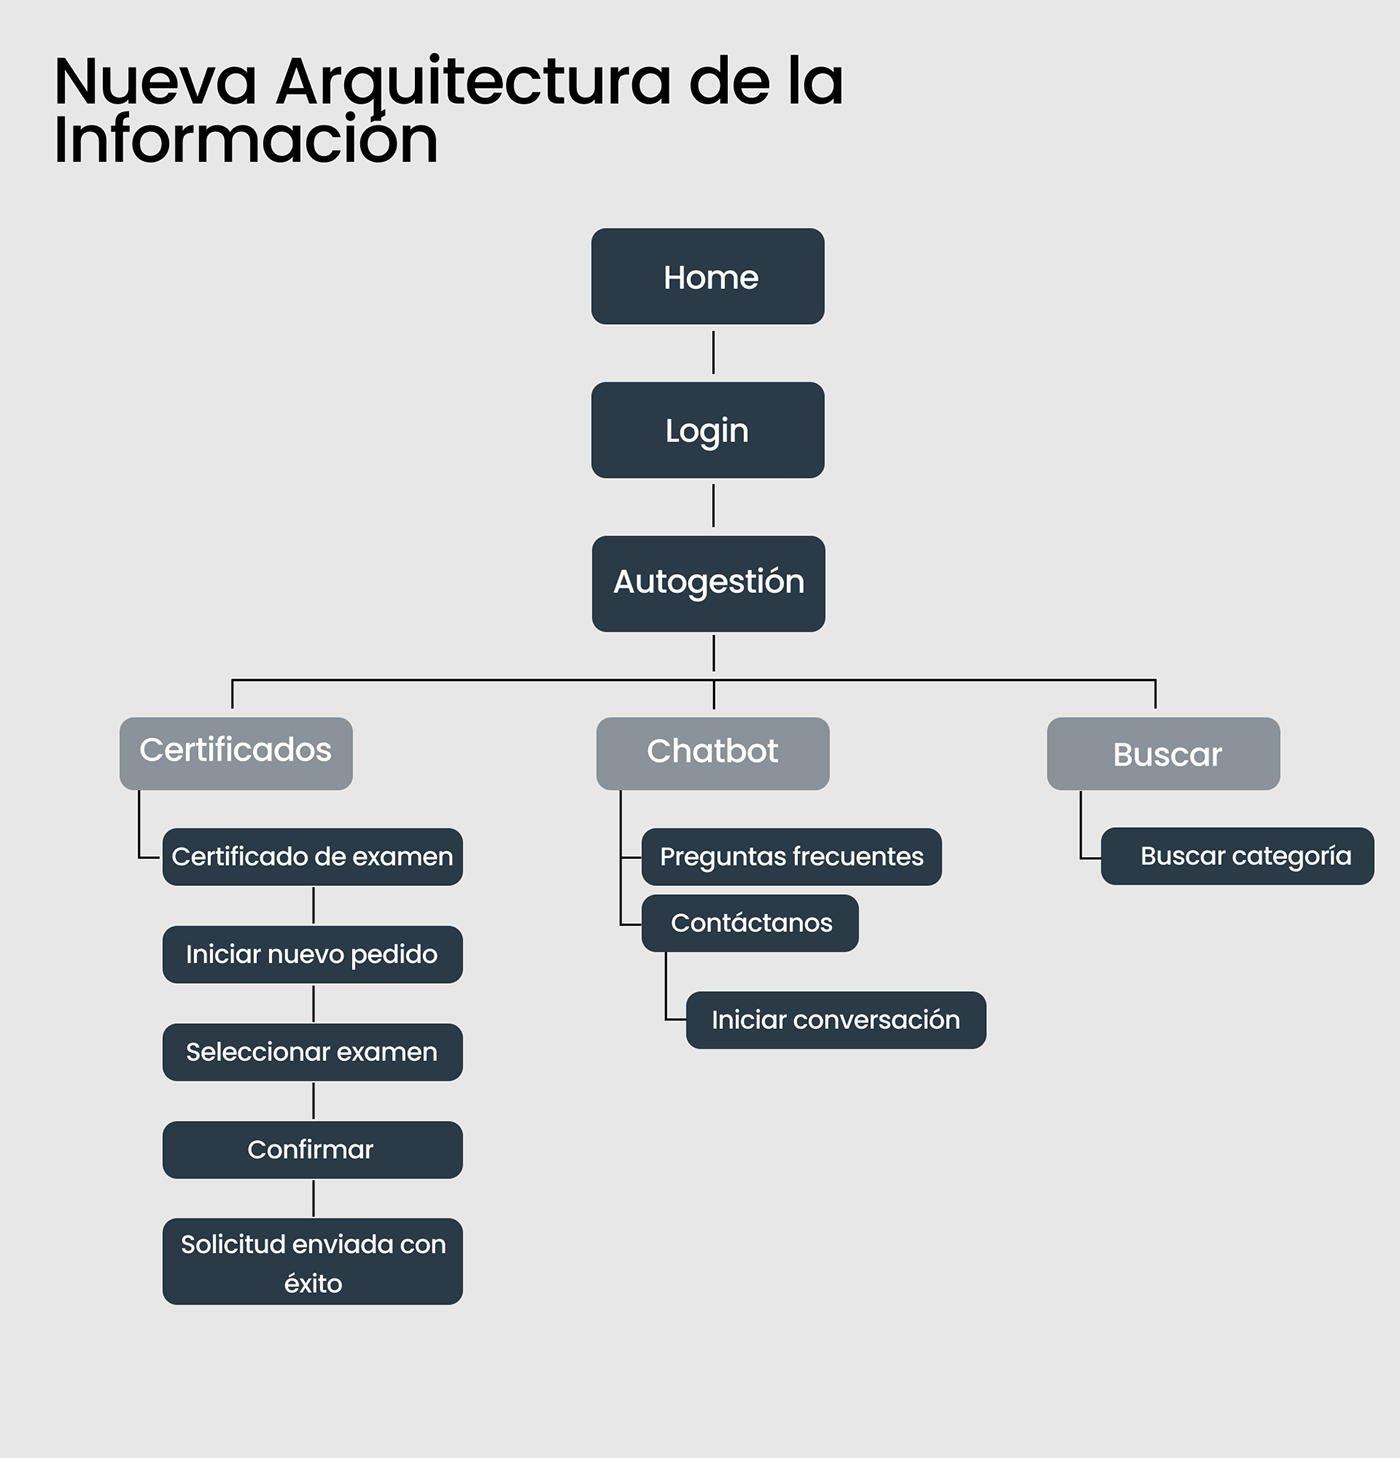 Nueva Arquitectura de la
Información
Home
Login
Autogestión
Certificados
Chatbot
Buscar
Certificado de examen
Iniciar nuevo pedido
Seleccionar examen
Confirmar
Solicitud enviada con
éxito
Preguntas frecuentes
Contáctanos
Iniciar conversación
Buscar categoría